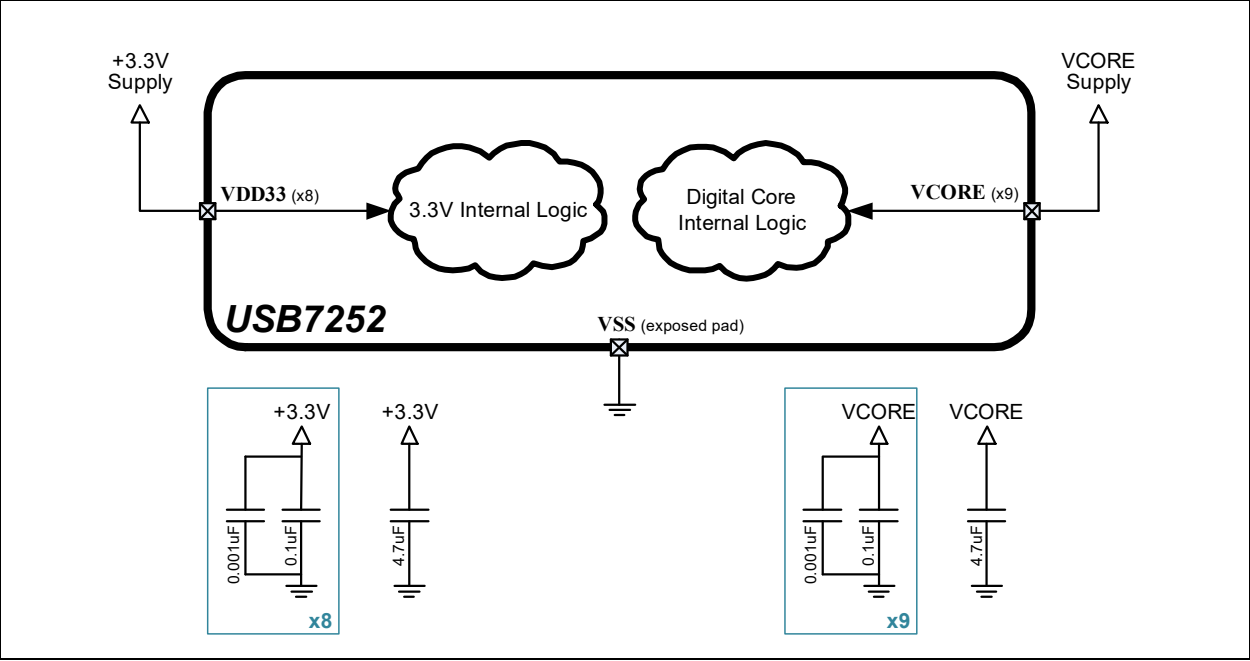 +3.3V
Supply
VCORE
Supply
VDD33 (x8)
3.3V Internal Logic
Digital Core
Internal Logic
VCORE (x9)
USB7252
VSS (exposed pad)
+3.3V
+3.3V
VCORE
VCORE
0.001uF
0.1uF
4.7uF
0.001uF
0.1uF
4.7uF
x8
x9